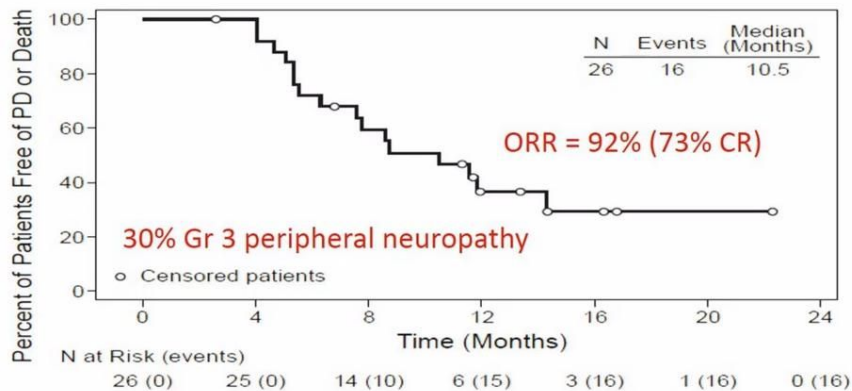 Percent of Patients Free of PD or Death
100
80
60
40
20
0
N Events Median (Months)
26 16 10.5
ORR = 92% (73% CR)
30% Gr 3 peripheral neuropathy
Censored patients
0 4 8 12 16 20 24
Time (Months)
N at Risk (events)
26 (0) 25 (0) 14 (10) 6 (15) 3 (16) 1 (16) 0 (16)